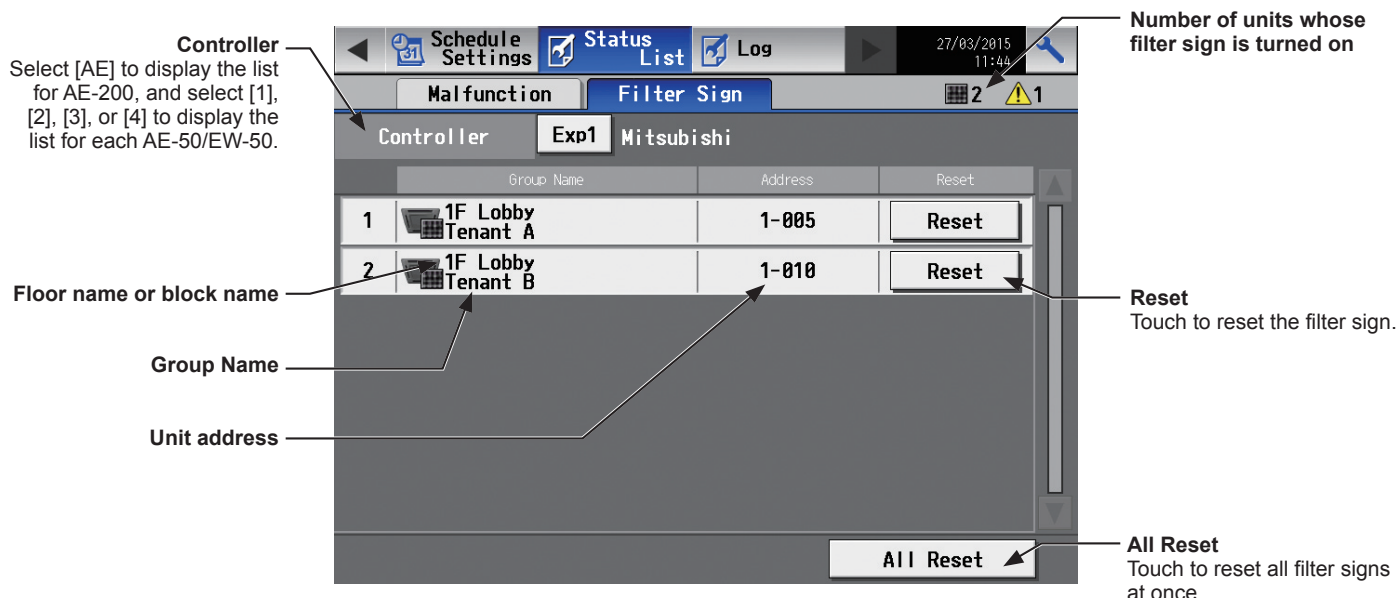 Controller
Select [AE] to display the list
for AE-200, and select [1],
[2], [3], or [4] to display the
list for each AE-50/EW-50.
Floor name or block name
Group Name
Unit address
31
Schedule
Settings
Status
List
Log
27/03/2015
11:44
Malfunction
Filter Sign
2
1
Controller
Exp1
Mitsubishi
Group Name
Address
Reset
1
1F Lobby
Tenant A
1-005
Reset
2
1F Lobby
Tenant B
1-010
Reset
All Reset
Number of units whose
filter sign is turned on
Reset
Touch to reset the filter sign.
All Reset
Touch to reset all filter signs
at once